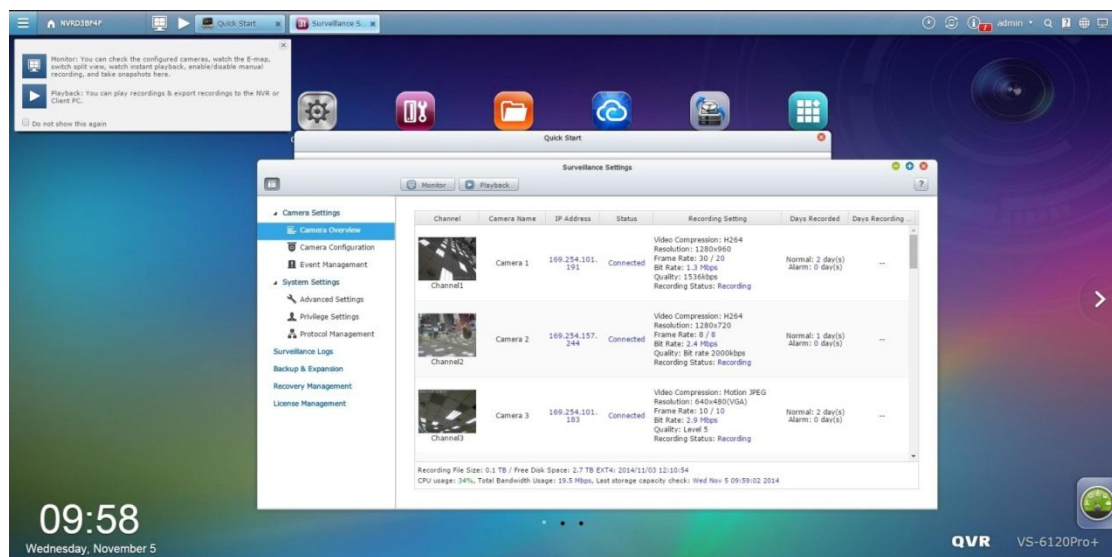 NVRD3BF4F
Quick Start
Surveillance S...
7
admin
Monitor: You can check the configured cameras, watch the E-map,
switch split view, watch instant playback, enable/disable manual
recording, and take snapshots here.
Playback: You can play recordings & export recordings to the NVR or
Client PC.
Do not show this again
Quick Start
Surveillance Settings
Monitor
Playback
?
Camera Settings
Camera Overview
Camera Configuration
Event Management
System Settings
Advanced Settings
Privilege Settings
Protocol Management
Surveillance Logs
Backup & Expansion
Recovery Management
License Management
Channel Camera Name IP Address Status Recording Setting Days Recorded Days Recording ...
Channel1
Camera 1
169.254.101.
191
Connected
Video Compression: H264
Resolution: 1280x960
Frame Rate: 30 / 20
Bit Rate: 1.3 Mbps
Quality: 1536kbps
Recording Status: Recording
Normal: 2 day(s)
Alarm: 0 day(s)
--
Channel2
Camera 2
169.254.157.
244
Connected
Video Compression: H264
Resolution: 1280x720
Frame Rate: 8 / 8
Bit Rate: 2.4 Mbps
Quality: Bit rate 2000kbps
Recording Status: Recording
Normal: 1 day(s)
Alarm: 0 day(s)
--
Channel3
Camera 3
169.254.101.
183
Connected
Video Compression: Motion JPEG
Resolution: 640x480(VGA)
Frame Rate: 10 / 10
Bit Rate: 2.9 Mbps
Quality: Level 5
Recording Status: Recording
Normal: 2 day(s)
Alarm: 0 day(s)
--
Recording File Size: 0.1 TB / Free Disk Space: 2.7 TB EXT4: 2014/11/03 12:10:54
CPU usage: 34%, Total Bandwidth Usage: 19.5 Mbps, Last storage capacity check: Wed Nov 5 09:59:02 2014
09:58
Wednesday, November 5
QVR VS-6120Pro+